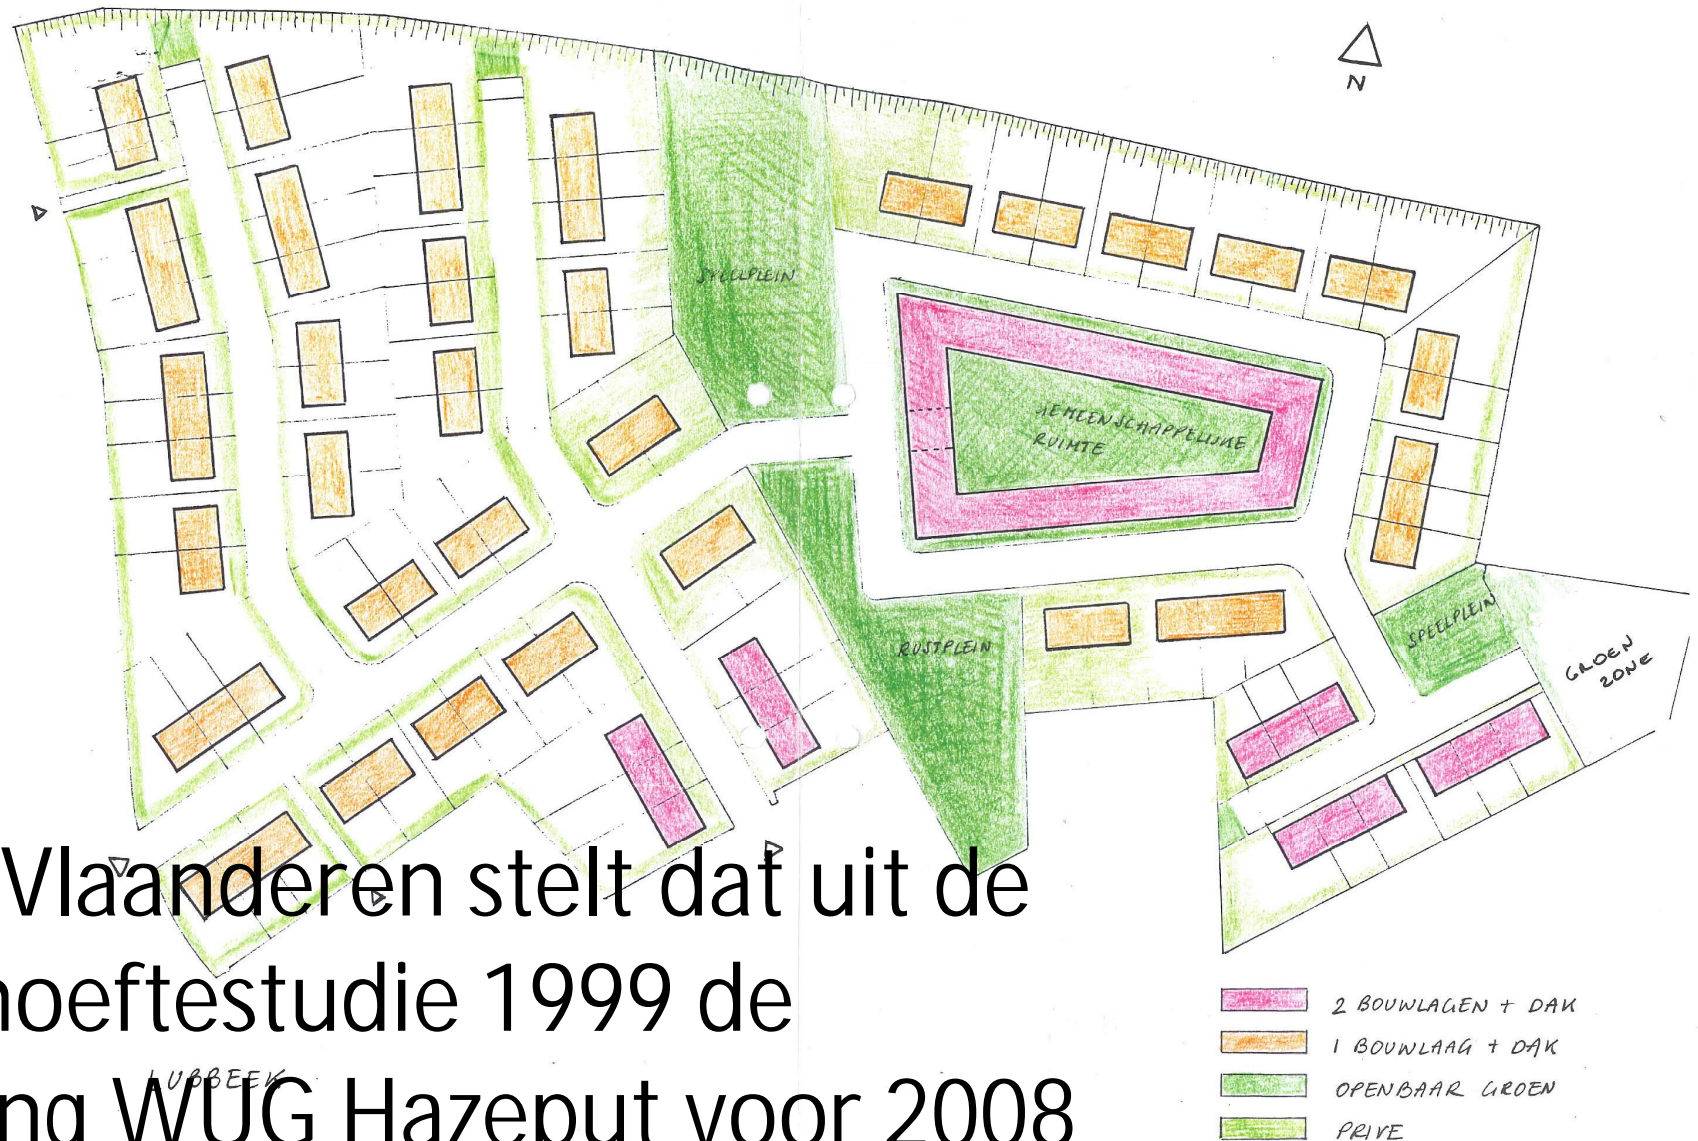 N
SPEELPLEIN
GEMEENSCHAPPELIJKE
RUIMTE
RUSTPLEIN
SPEELPLEIN
GROEN
ZONE
Vlaanderen stelt dat uit de
hoeftestudie 1999 de
LUBBEEK
ng WUG Hazeput voor 2008
2 BOUWLAGEN + DAK
1 BOUWLAAG + DAK
OPENBAAR GROEN
PRIVE